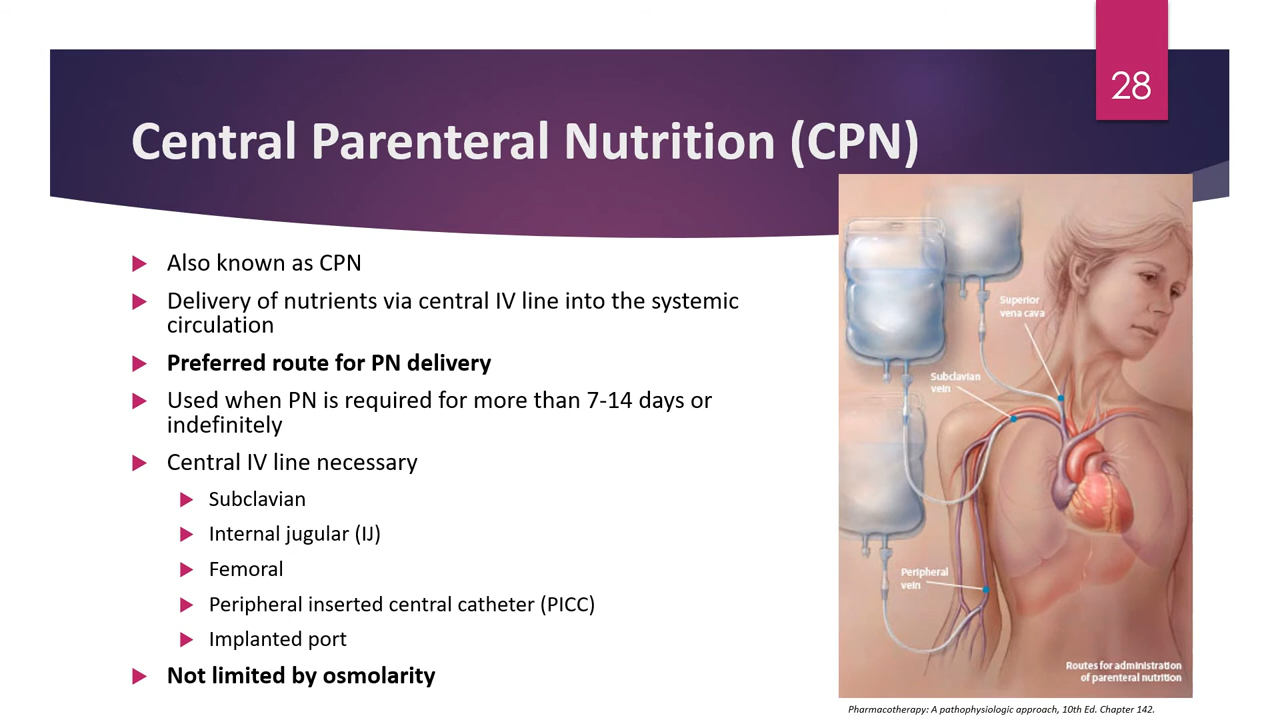 28
Central Parenteral Nutrition (CPN)
Also known as CPN
Delivery of nutrients via central IV line into the systemic
circulation
Preferred route for PN delivery
Used when PN is required for more than 7-14 days or
indefinitely
Central IV line necessary
Subclavian
Internal jugular (IJ)
Femoral
Peripheral inserted central catheter (PICC)
Implanted port
Not limited by osmolarity
Superior
vena cava
Subclavian
vein
Peripheral
vein
Routes for administration
of parenteral nutrition
Pharmacotherapy: A pathophysiologic approach, 10th Ed. Chapter 142.